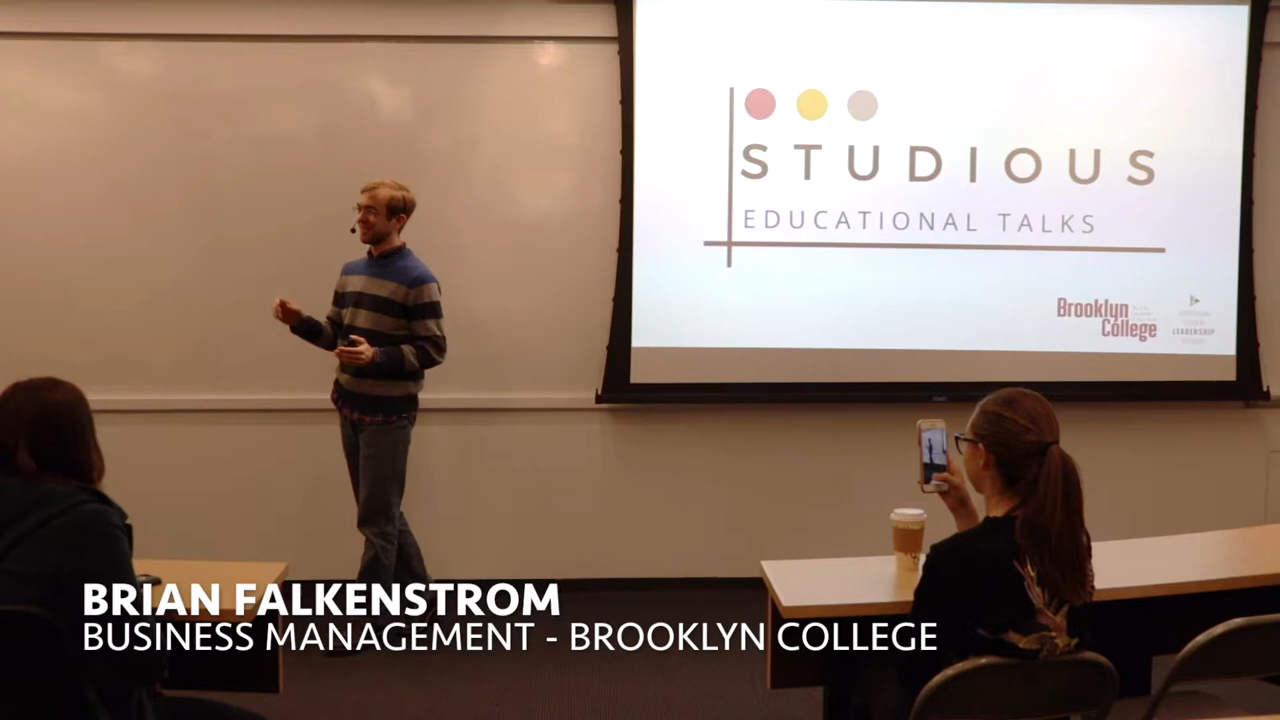 STUDIOUS
EDUCATIONAL TALKS
Brooklyn
College
LEADERSHIP
BRIAN FALKENSTROM
BUSINESS MANAGEMENT - BROOKLYN COLLEGE